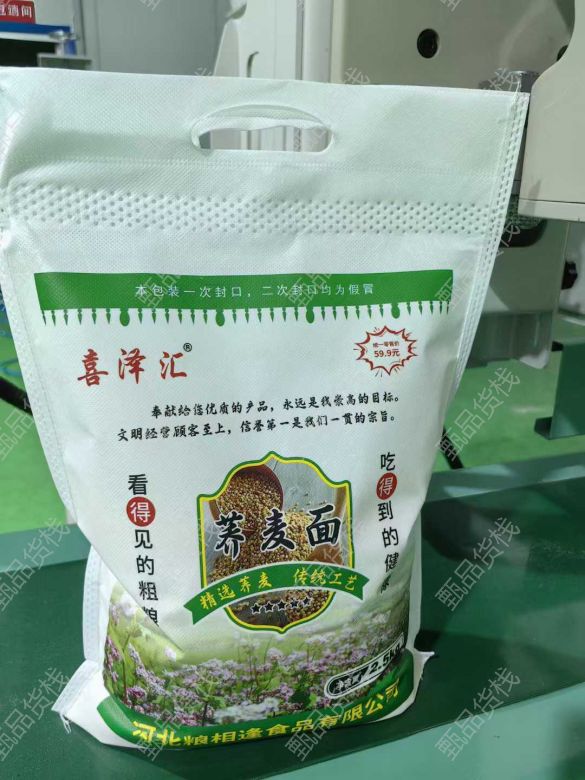 本包装一次封口，二次封口均为假冒
喜泽汇®
统一零售价
59.9元
奉献给您优质的产品，永远是我崇高的目标。
文明经营顾客至上，信誉第一是我们一贯的宗旨。
看得见的粗粮
吃得到的健康
荞麦面
精选荞麦 传统工艺
河北粮相逢食品有限公司
甄品货栈